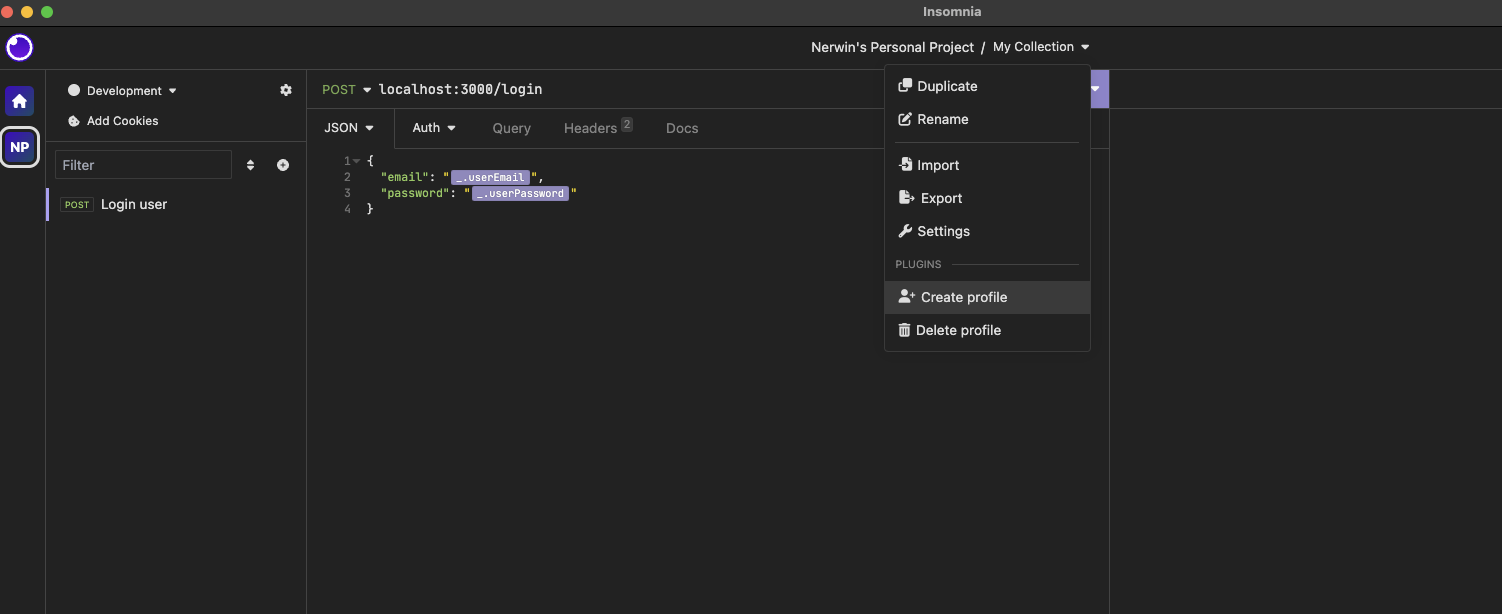 Insomnia
Nerwin's Personal Project / My Collection
NP
Development
Add Cookies
Filter
POST Login user
POST localhost:3000/login
JSON Auth Query Headers 2 Docs
1 {
2 "email": " _.userEmail ",
3 "password": " _.userPassword "
4 }
Duplicate
Rename
Import
Export
Settings
PLUGINS
Create profile
Delete profile